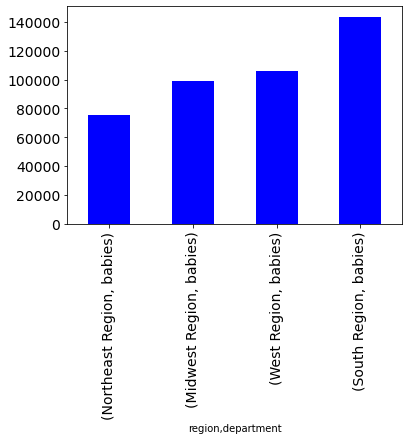 140000
120000
100000
80000
60000
40000
20000
0
(Northeast Region, babies)
(Midwest Region, babies)
(West Region, babies)
(South Region, babies)
region,department